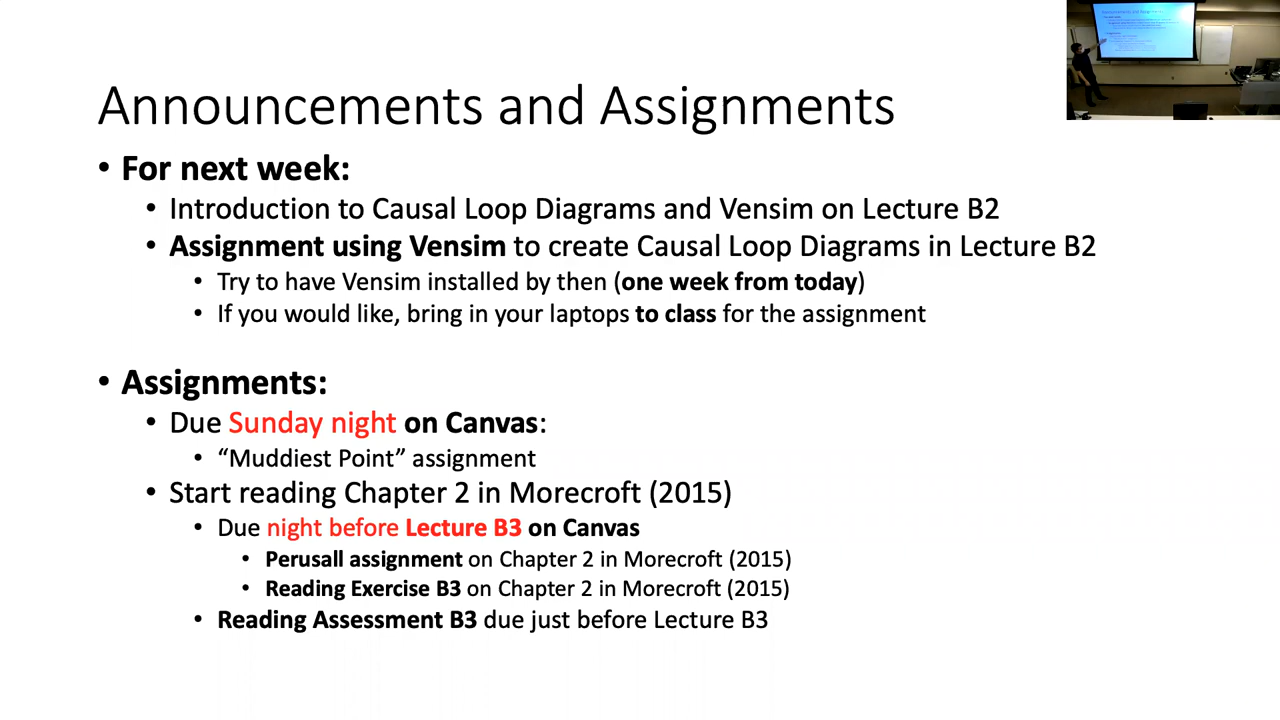 Announcements and Assignments
• For next week:
• Introduction to Causal Loop Diagrams and Vensim on Lecture B2
• Assignment using Vensim to create Causal Loop Diagrams in Lecture B2
• Try to have Vensim installed by then (one week from today)
• If you would like, bring in your laptops to class for the assignment
• Assignments:
• Due Sunday night on Canvas:
• “Muddiest Point” assignment
• Start reading Chapter 2 in Morecroft (2015)
• Due night before Lecture B3 on Canvas
• Perusall assignment on Chapter 2 in Morecroft (2015)
• Reading Exercise B3 on Chapter 2 in Morecroft (2015)
• Reading Assessment B3 due just before Lecture B3